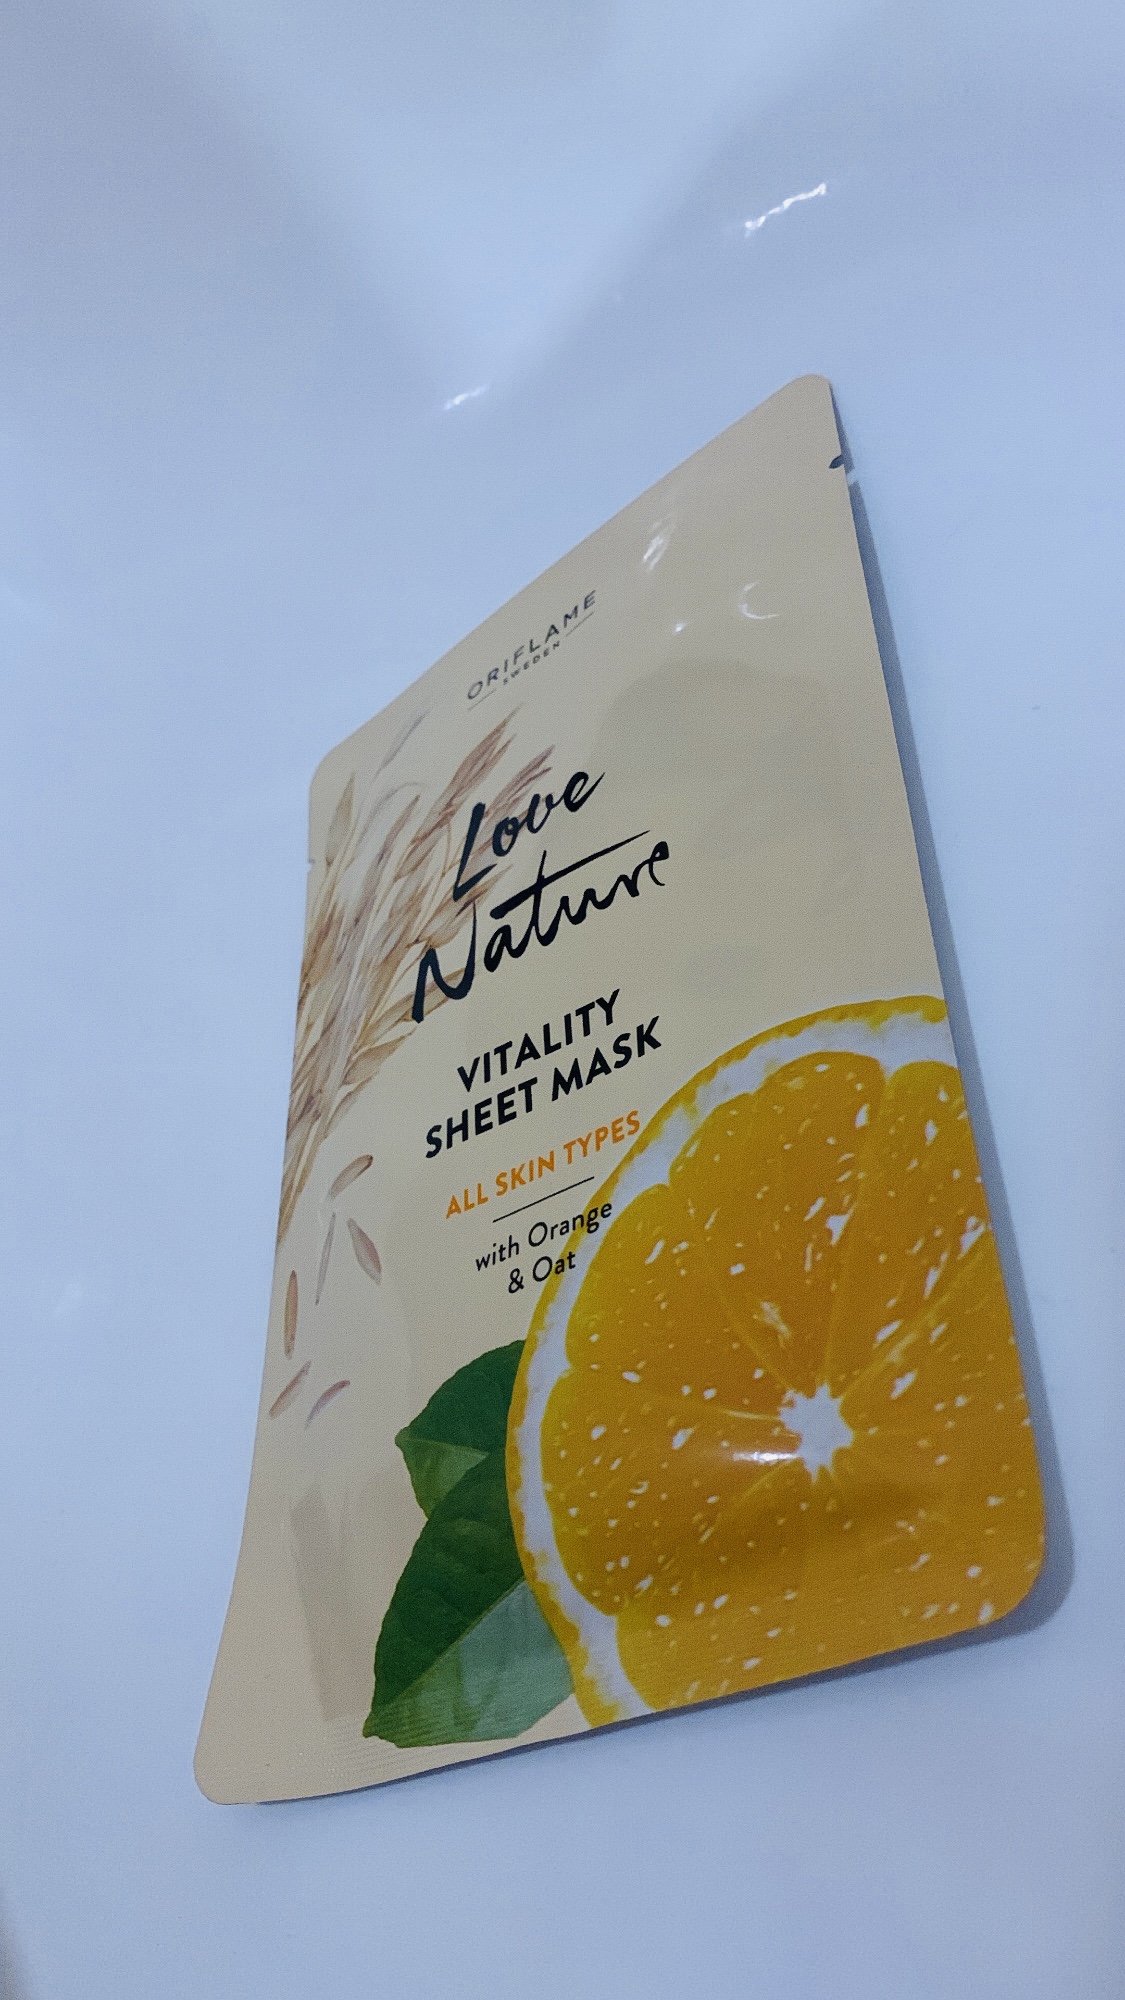 ORIFLAME
SWEDEN
Love
Nature
VITALITY
SHEET MASK
ALL SKIN TYPES
with Orange
& Oat